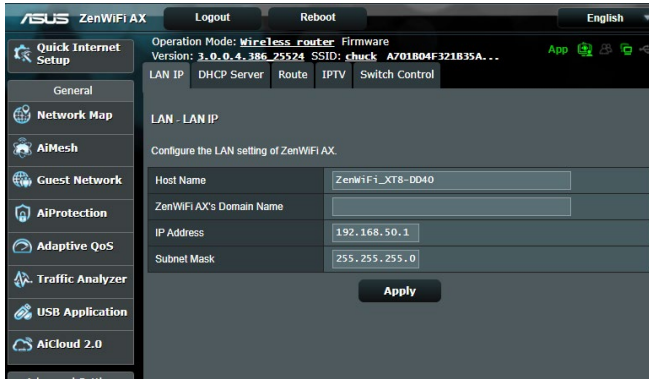 ASUS ZenWiFi AX Logout Reboot English
Quick Internet Setup
Operation Mode: Wireless router Firmware
Version: 3.0.0.4.386_25524 SSID: chuck A701B04F321B35A...
App
LAN IP DHCP Server Route IPTV Switch Control
General
Network Map
AiMesh
Guest Network
AiProtection
Adaptive QoS
Traffic Analyzer
USB Application
AiCloud 2.0
LAN - LAN IP
Configure the LAN setting of ZenWiFi AX.
Host Name ZenWiFi_XT8-DD40
ZenWiFi AX's Domain Name
IP Address 192.168.50.1
Subnet Mask 255.255.255.0
Apply